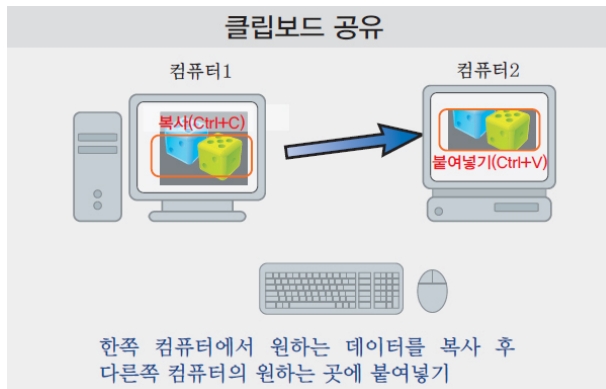 클립보드 공유
컴퓨터1
컴퓨터2
복사(Ctrl+C)
붙여넣기(Ctrl+V)
한쪽 컴퓨터에서 원하는 데이터를 복사 후
다른쪽 컴퓨터의 원하는 곳에 붙여넣기